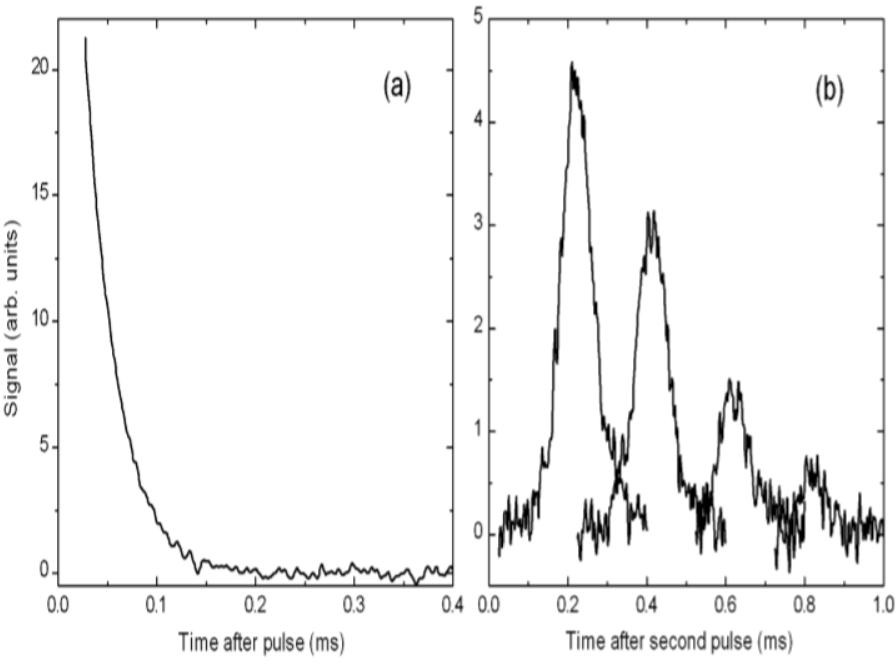 (a)
20
15
10
5
0
0.0 0.1 0.2 0.3 0.4
Signal (arb. units)
Time after pulse (ms)
(b)
5
4
3
2
1
0
0.0 0.2 0.4 0.6 0.8 1.0
Time after second pulse (ms)